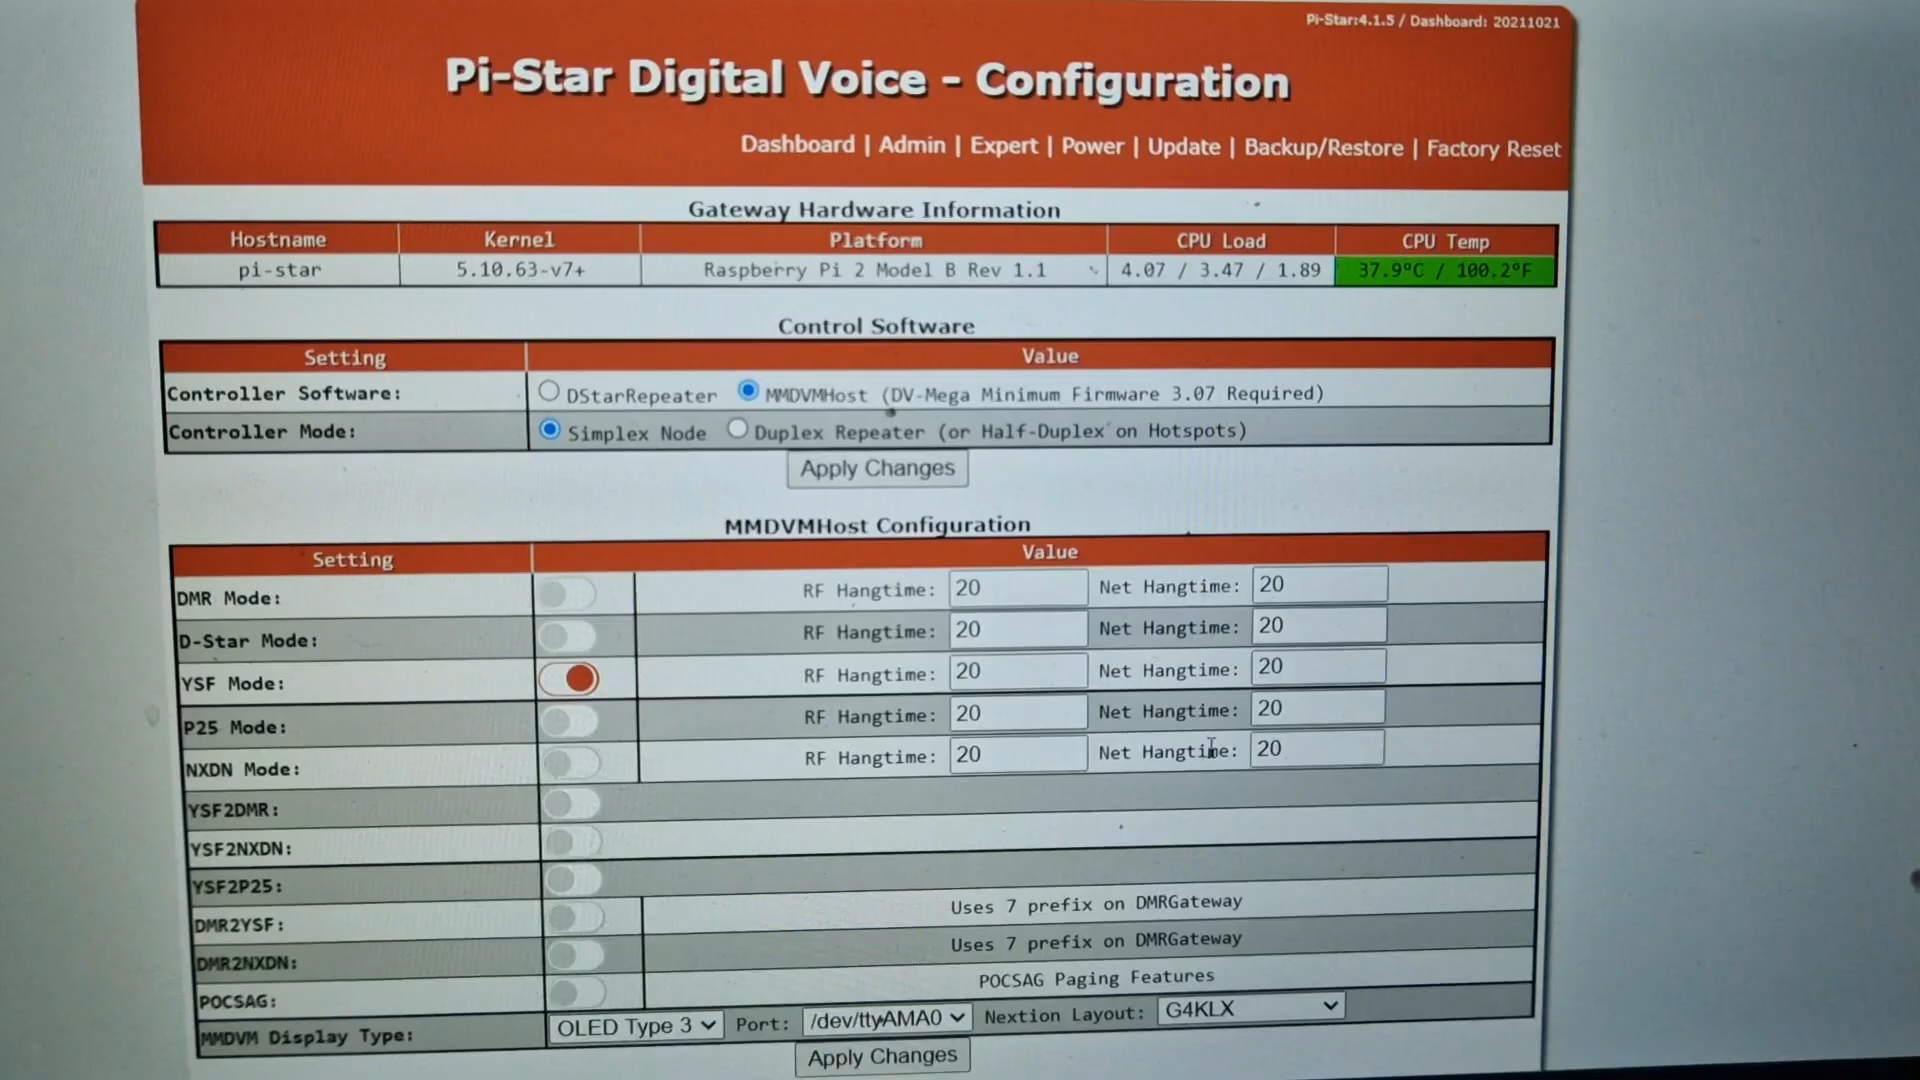 Pi-Star:4.1.5 / Dashboard: 20211021
Pi-Star Digital Voice - Configuration
Dashboard | Admin | Expert | Power | Update | Backup/Restore | Factory Reset
Gateway Hardware Information
Hostname Kernel Platform CPU Load CPU Temp
pi-star 5.10.63-v7+ Raspberry Pi 2 Model B Rev 1.1 4.07 / 3.47 / 1.89 37.9°C / 100.2°F
Control Software
Setting Value
Controller Software: DStarRepeater MMDVMHost (DV-Mega Minimum Firmware 3.07 Required)
Controller Mode: Simplex Node Duplex Repeater (or Half-Duplex on Hotspots)
Apply Changes
MMDVMHost Configuration
Setting Value
DMR Mode: RF Hangtime: 20 Net Hangtime: 20
D-Star Mode: RF Hangtime: 20 Net Hangtime: 20
YSF Mode: RF Hangtime: 20 Net Hangtime: 20
P25 Mode: RF Hangtime: 20 Net Hangtime: 20
NXDN Mode: RF Hangtime: 20 Net Hangtime: 20
YSF2DMR:
YSF2NXDN:
YSF2P25:
DMR2YSF: Uses 7 prefix on DMRGateway
DMR2NXDN: Uses 7 prefix on DMRGateway
POCSAG: POCSAG Paging Features
MMDVM Display Type: OLED Type 3 Port: /dev/ttyAMA0 Nextion Layout: G4KLX
Apply Changes